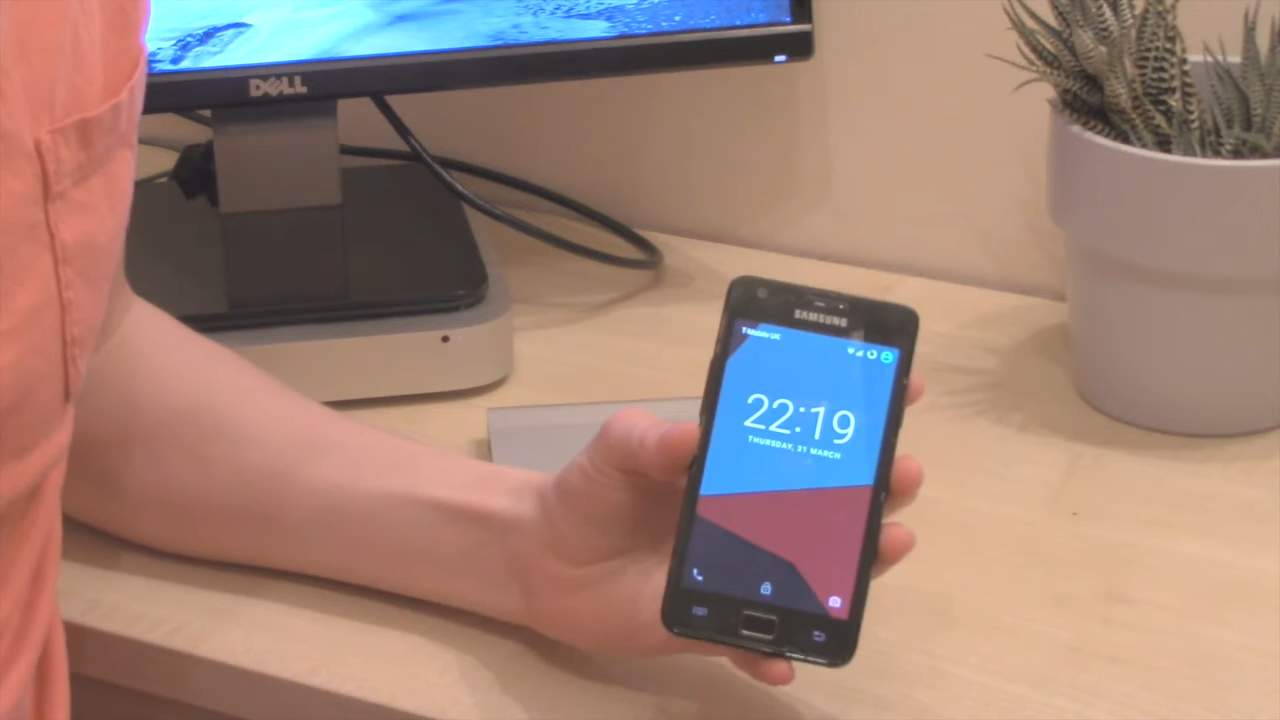 DELL
SAMSUNG
T-Mobile UK
22:19
THURSDAY, 31 MARCH